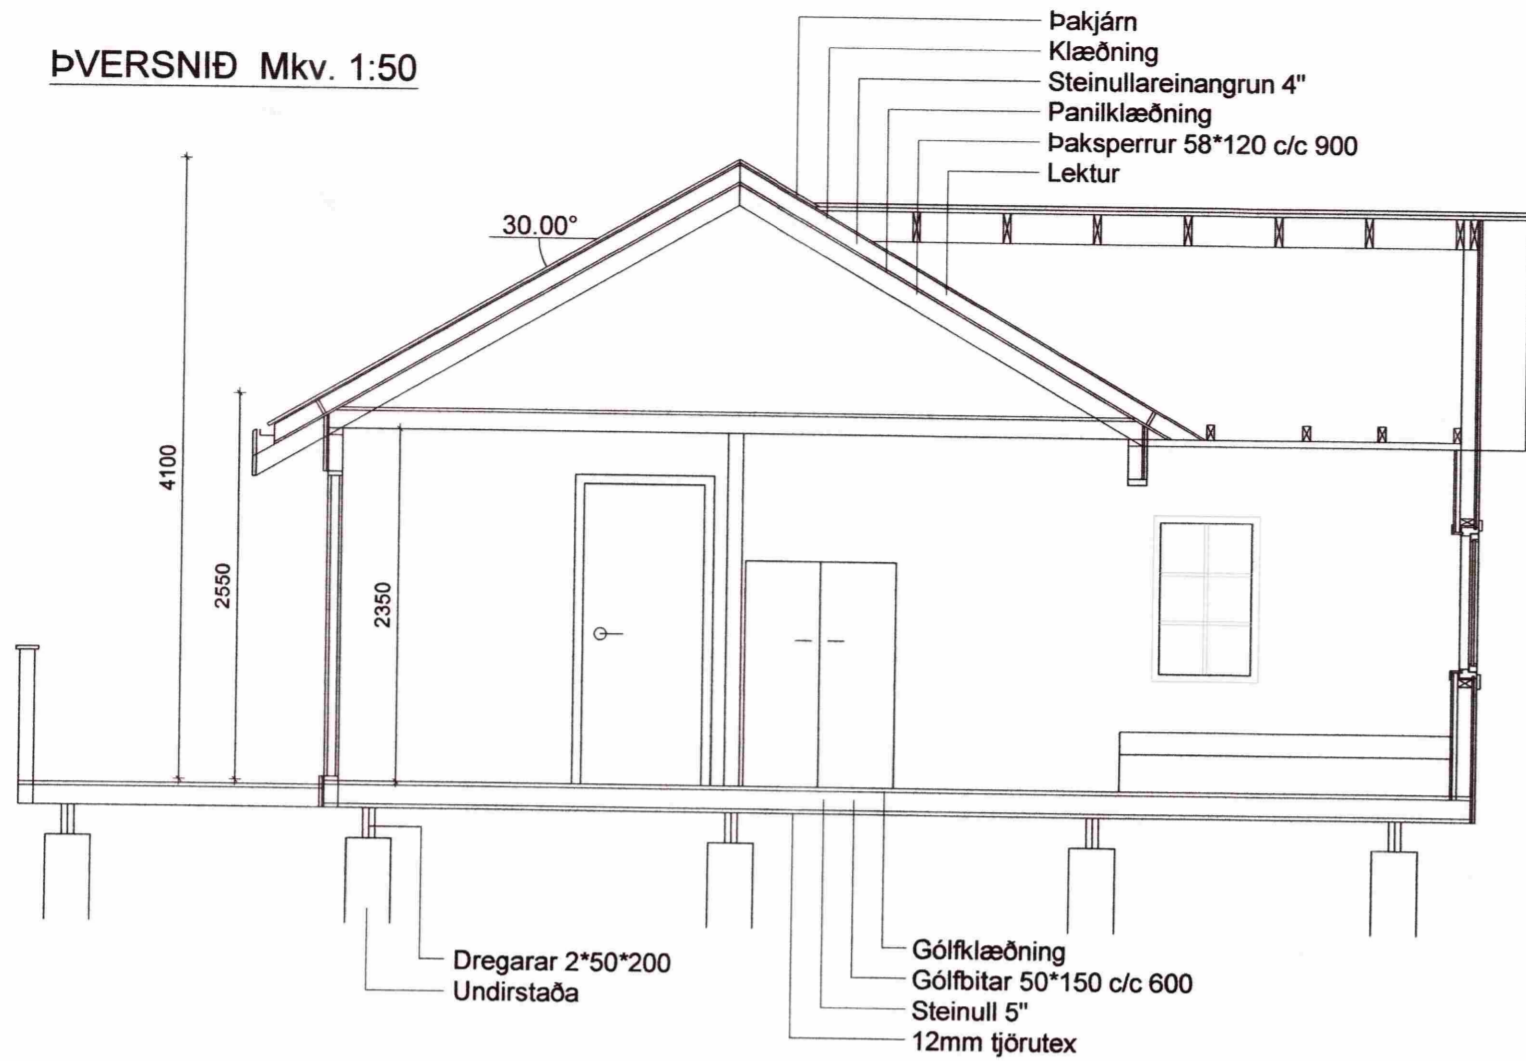 ÞVERSNIÐ Mkv. 1:50
Þakjárn
Klæðning
Steinullareinangrun 4"
Panilklæðning
Þaksperrur 58*120 c/c 900
Lektur
30.00°
4100
2550
2350
Dregarar 2*50*200
Undirstaða
Gólfklæðning
Gólfbitar 50*150 c/c 600
Steinull 5"
12mm tjörutex